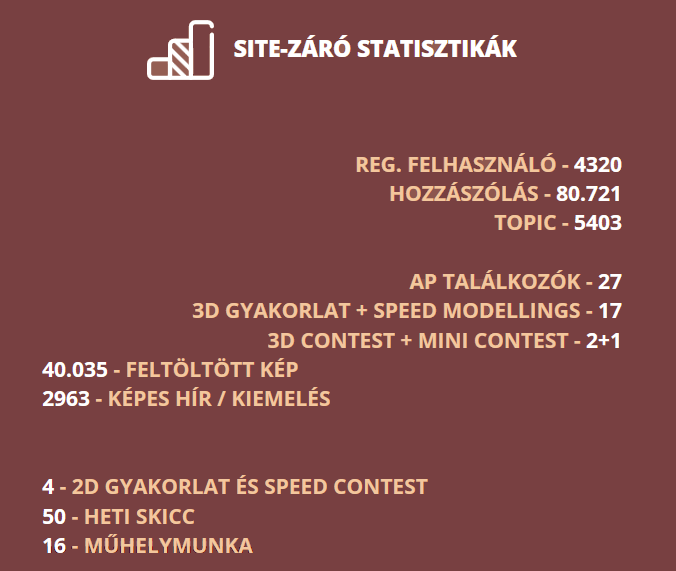 SITE-ZÁRÓ STATISZTIKÁK
REG. FELHASZNÁLÓ - 4320
HOZZÁSZÓLÁS - 80.721
TOPIC - 5403
AP TALÁLKOZÓK - 27
3D GYAKORLAT + SPEED MODELLINGS - 17
3D CONTEST + MINI CONTEST - 2+1
40.035 - FELTÖLTÖTT KÉP
2963 - KÉPES HÍR / KIEMELÉS
4 - 2D GYAKORLAT ÉS SPEED CONTEST
50 - HETI SKICC
16 - MŰHELYMUNKA